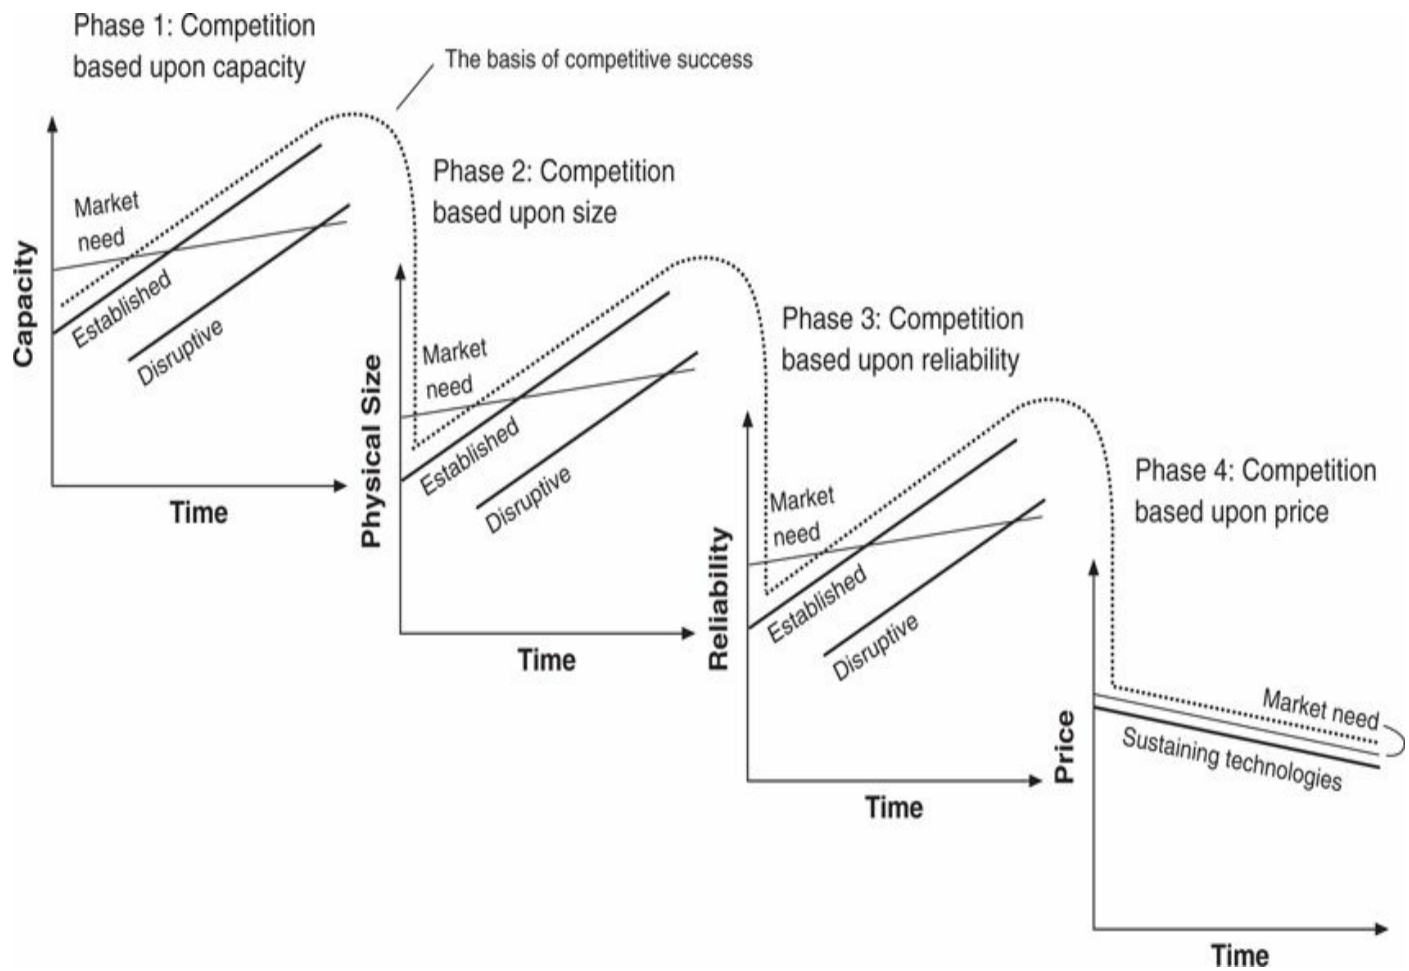 Phase 1: Competition
based upon capacity
The basis of competitive success
Capacity
Market
need
Established
Disruptive
Time
Phase 2: Competition
based upon size
Physical Size
Market
need
Established
Disruptive
Time
Phase 3: Competition
based upon reliability
Reliability
Market
need
Established
Disruptive
Time
Phase 4: Competition
based upon price
Price
Market need
Sustaining technologies
Time